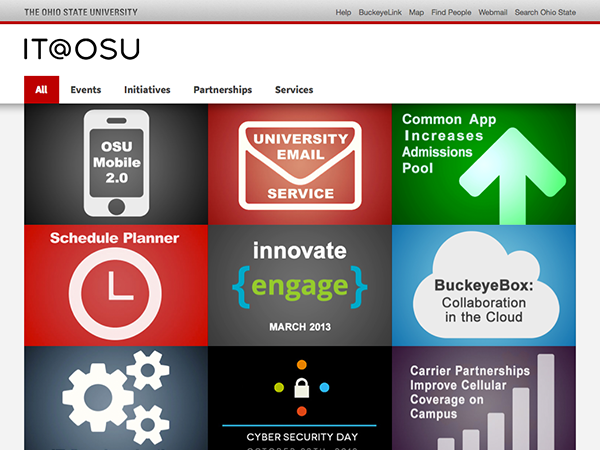 THE OHIO STATE UNIVERSITY
Help BuckeyeLink Map Find People Webmail Search Ohio State
IT@OSU
All Events Initiatives Partnerships Services
OSU
Mobile
2.0
UNIVERSITY
EMAIL
SERVICE
Common App
Increases
Admissions
Pool
Schedule Planner
innovate
{engage}
MARCH 2013
BuckeyeBox:
Collaboration
in the Cloud
CYBER SECURITY DAY
Carrier Partnerships
Improve Cellular
Coverage on
Campus